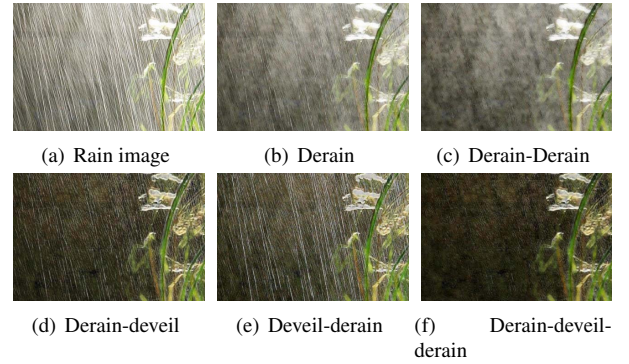 (a) Rain image
(b) Derain
(c) Derain-Derain
(d) Derain-deveil
(e) Deveil-derain
(f) Derain-deveil-
derain